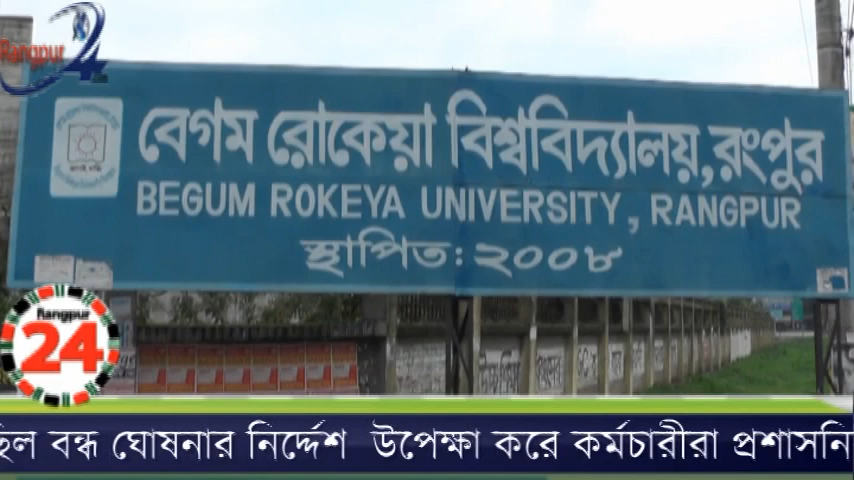 Rangpur 24
বেগম রোকেয়া বিশ্ববিদ্যালয়, রংপুর
BEGUM ROKEYA UNIVERSITY, RANGPUR
স্থাপিত: ২০০৮
Rangpur
24
ছিল বন্ধ ঘোষনার নির্দ্দেশ উপেক্ষা করে কর্মচারীরা প্রশাসনি